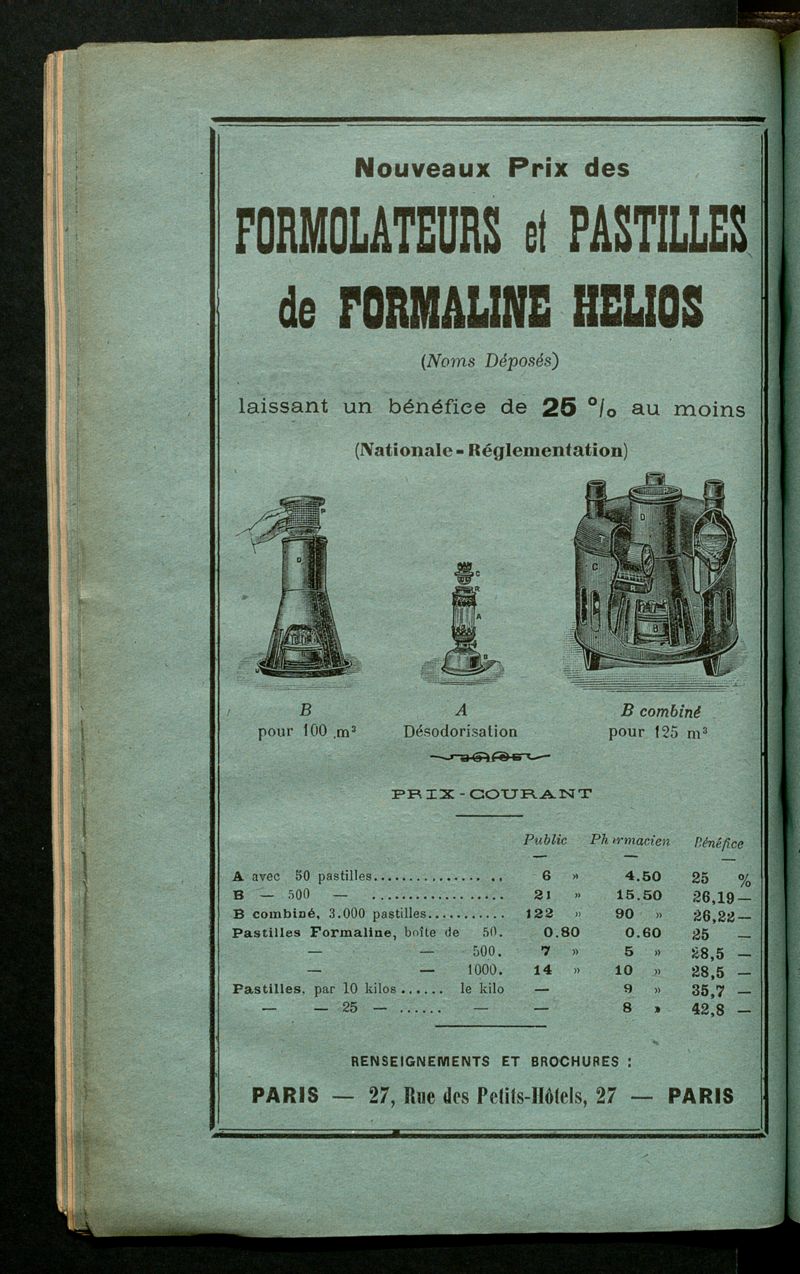 Nouveaux Prix des
FORMOLATEURS et PASTILLES
de FORMALINE HELIOS
(Noms Déposés)
laissant un bénéfice de 25 % au moins
(Nationale-Réglementation)
B A B combiné
pour 100 m³ Désodorisation pour 125 m³
PRIX-COURANT
Public Pharmacien Bénéfice
A avec 50 pastilles................ .. 6 » 4.50 25 %
B — 500 — .................. 21 » 15.50 26,19 —
B combiné, 3.000 pastilles........... 122 » 90 » 26,22 —
Pastilles Formaline, boîte de 50. 0.80 0.60 25 —
— — 500. 7 » 5 » 28,5 —
— — 1000. 14 » 10 » 28,5 —
Pastilles, par 10 kilos...... le kilo — 9 » 35,7 —
— — 25 — ...... — — 8 » 42,8 —
RENSEIGNEMENTS ET BROCHURES :
PARIS — 27, Rue des Petits-Hôtels, 27 — PARIS